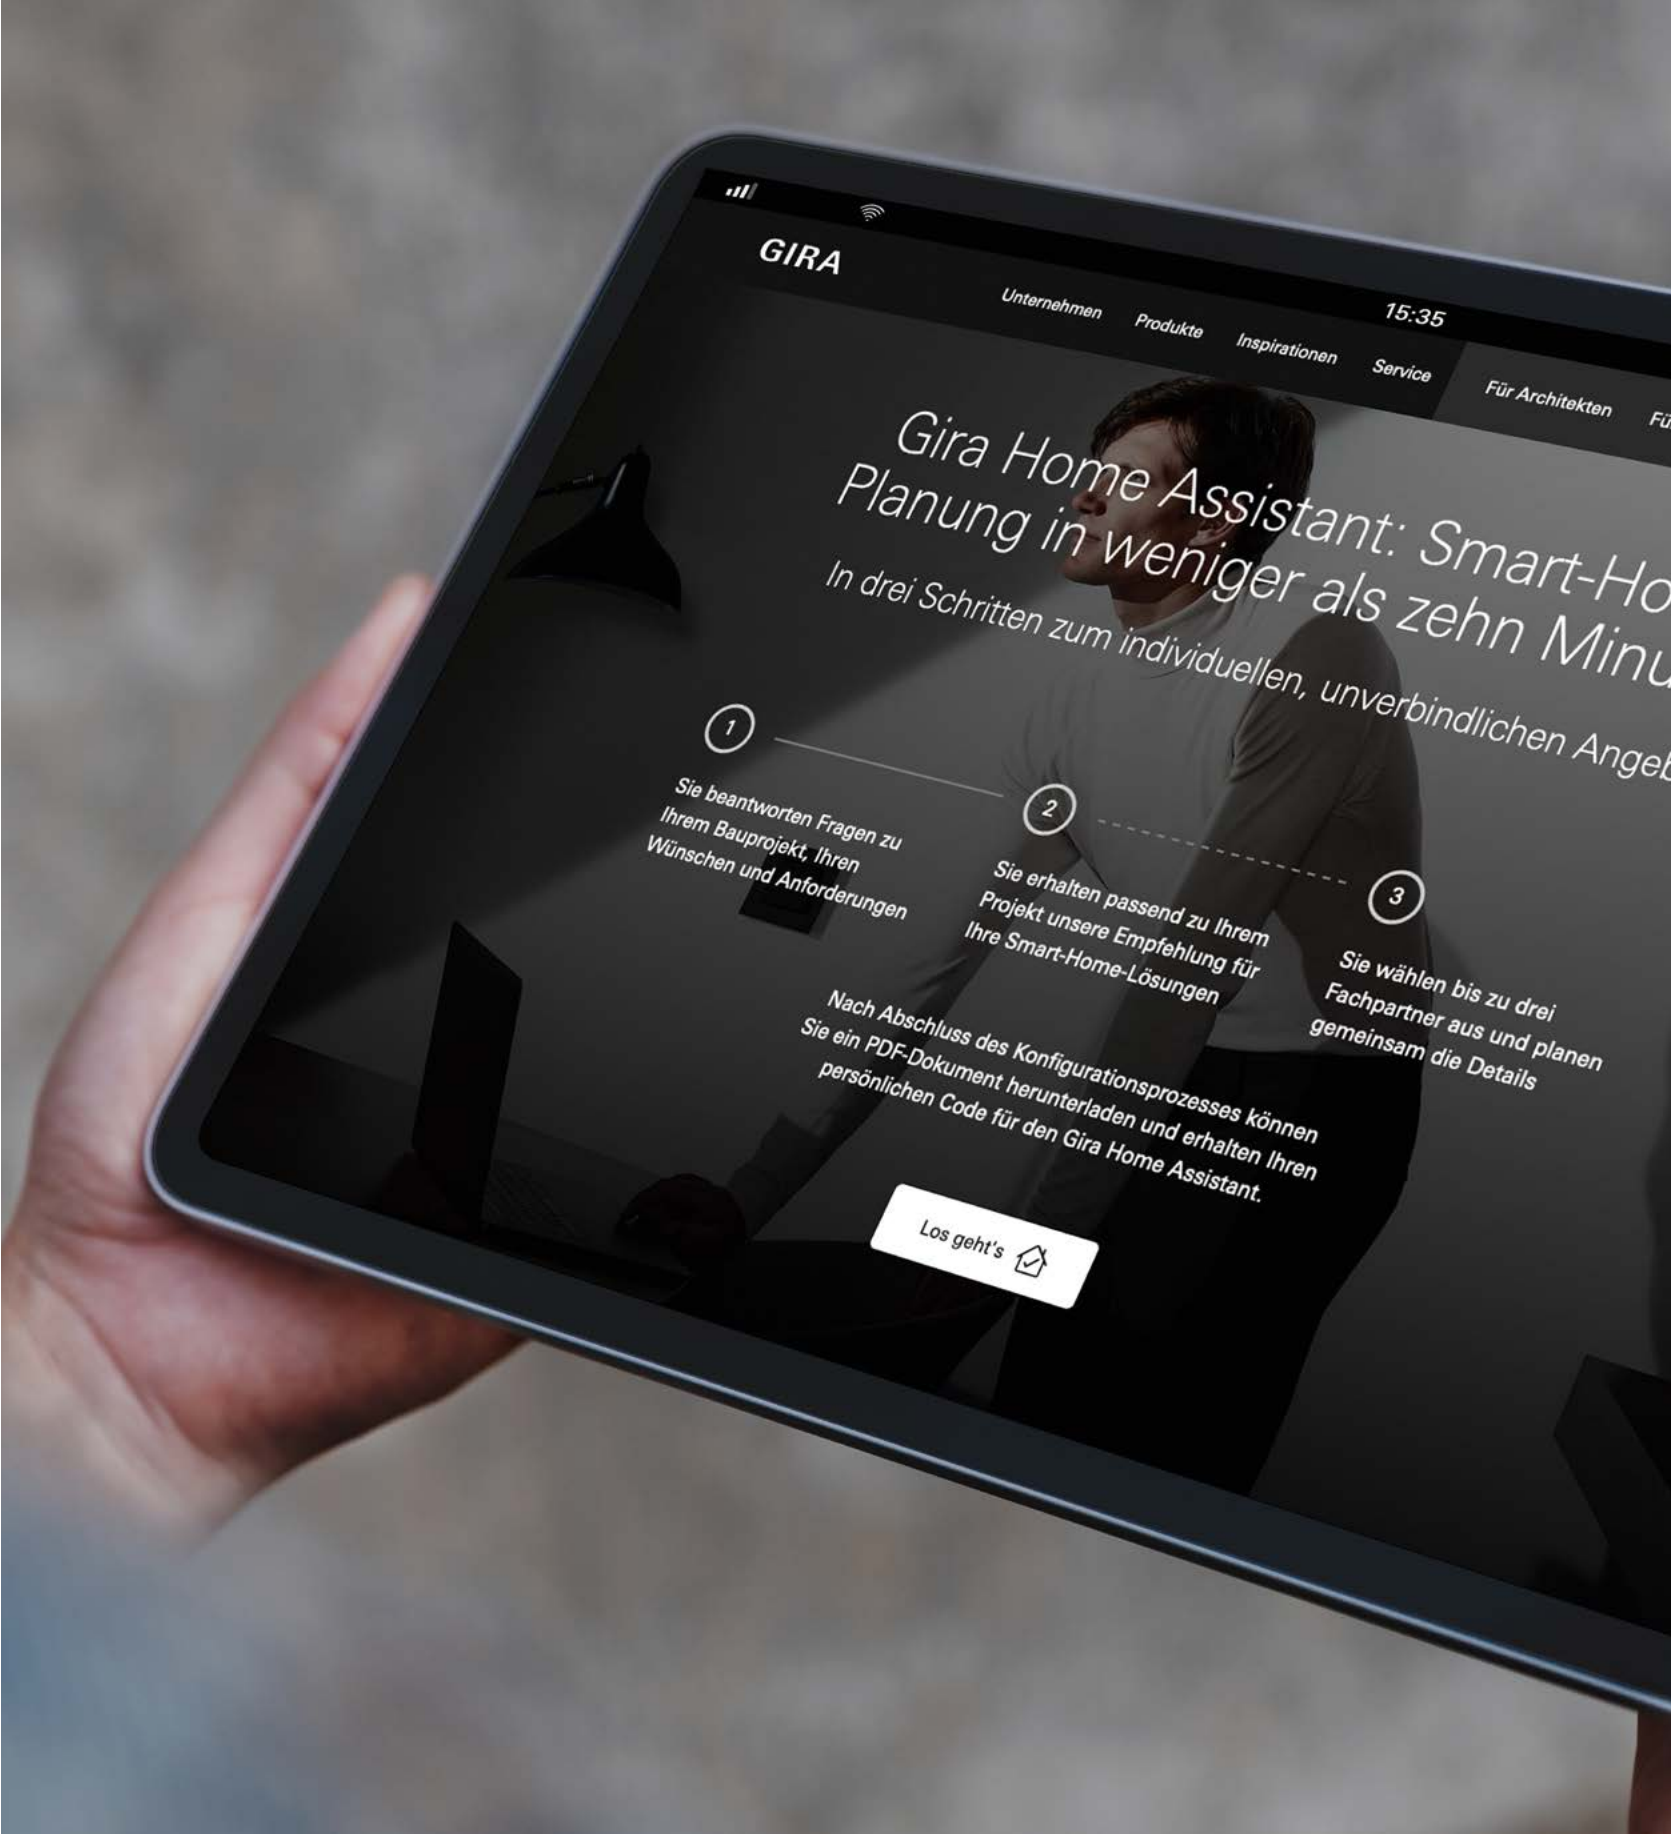 GIRA
15:35
Unternehmen Produkte Inspirationen Service Für Architekten
Gira Home Assistant:
Planung in weniger als zehn
In drei Schritten zum individuellen, unverbindlichen
1
Sie beantworten Fragen zu
Ihrem Bauprojekt, Ihren
Wünschen und Anforderungen
2
Sie erhalten passend zu Ihrem
Projekt unsere Empfehlung für
Ihre Smart-Home-Lösungen
3
Sie wählen bis zu drei
Fachpartner aus und planen
gemeinsam die Details
Nach Abschluss des Konfigurationsprozesses können
Sie ein PDF-Dokument herunterladen und erhalten Ihren
persönlichen Code für den Gira Home Assistant.
Los geht's